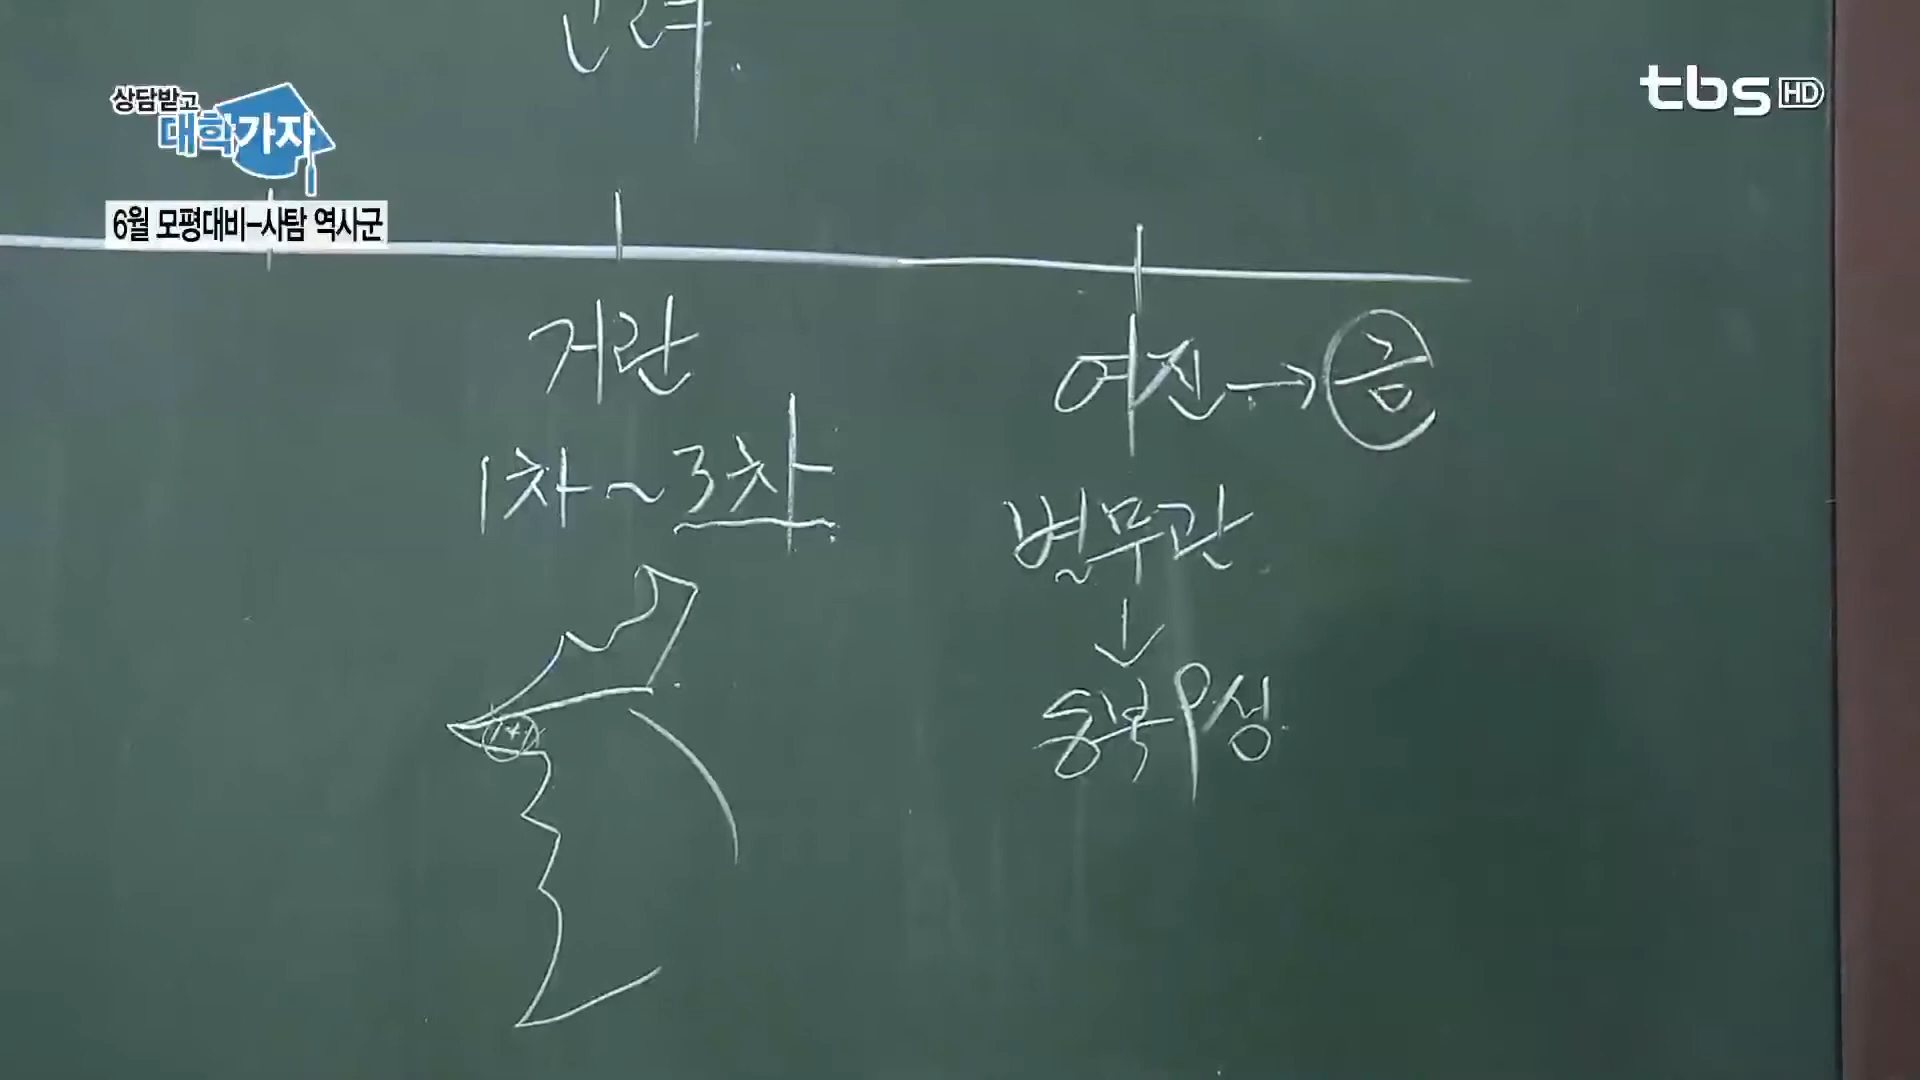 상담받고
대학가자
tbs HD
6월 모평대비-사탐 역사군
거란
여진→금
1차~3차
별무반
↓
동북9성